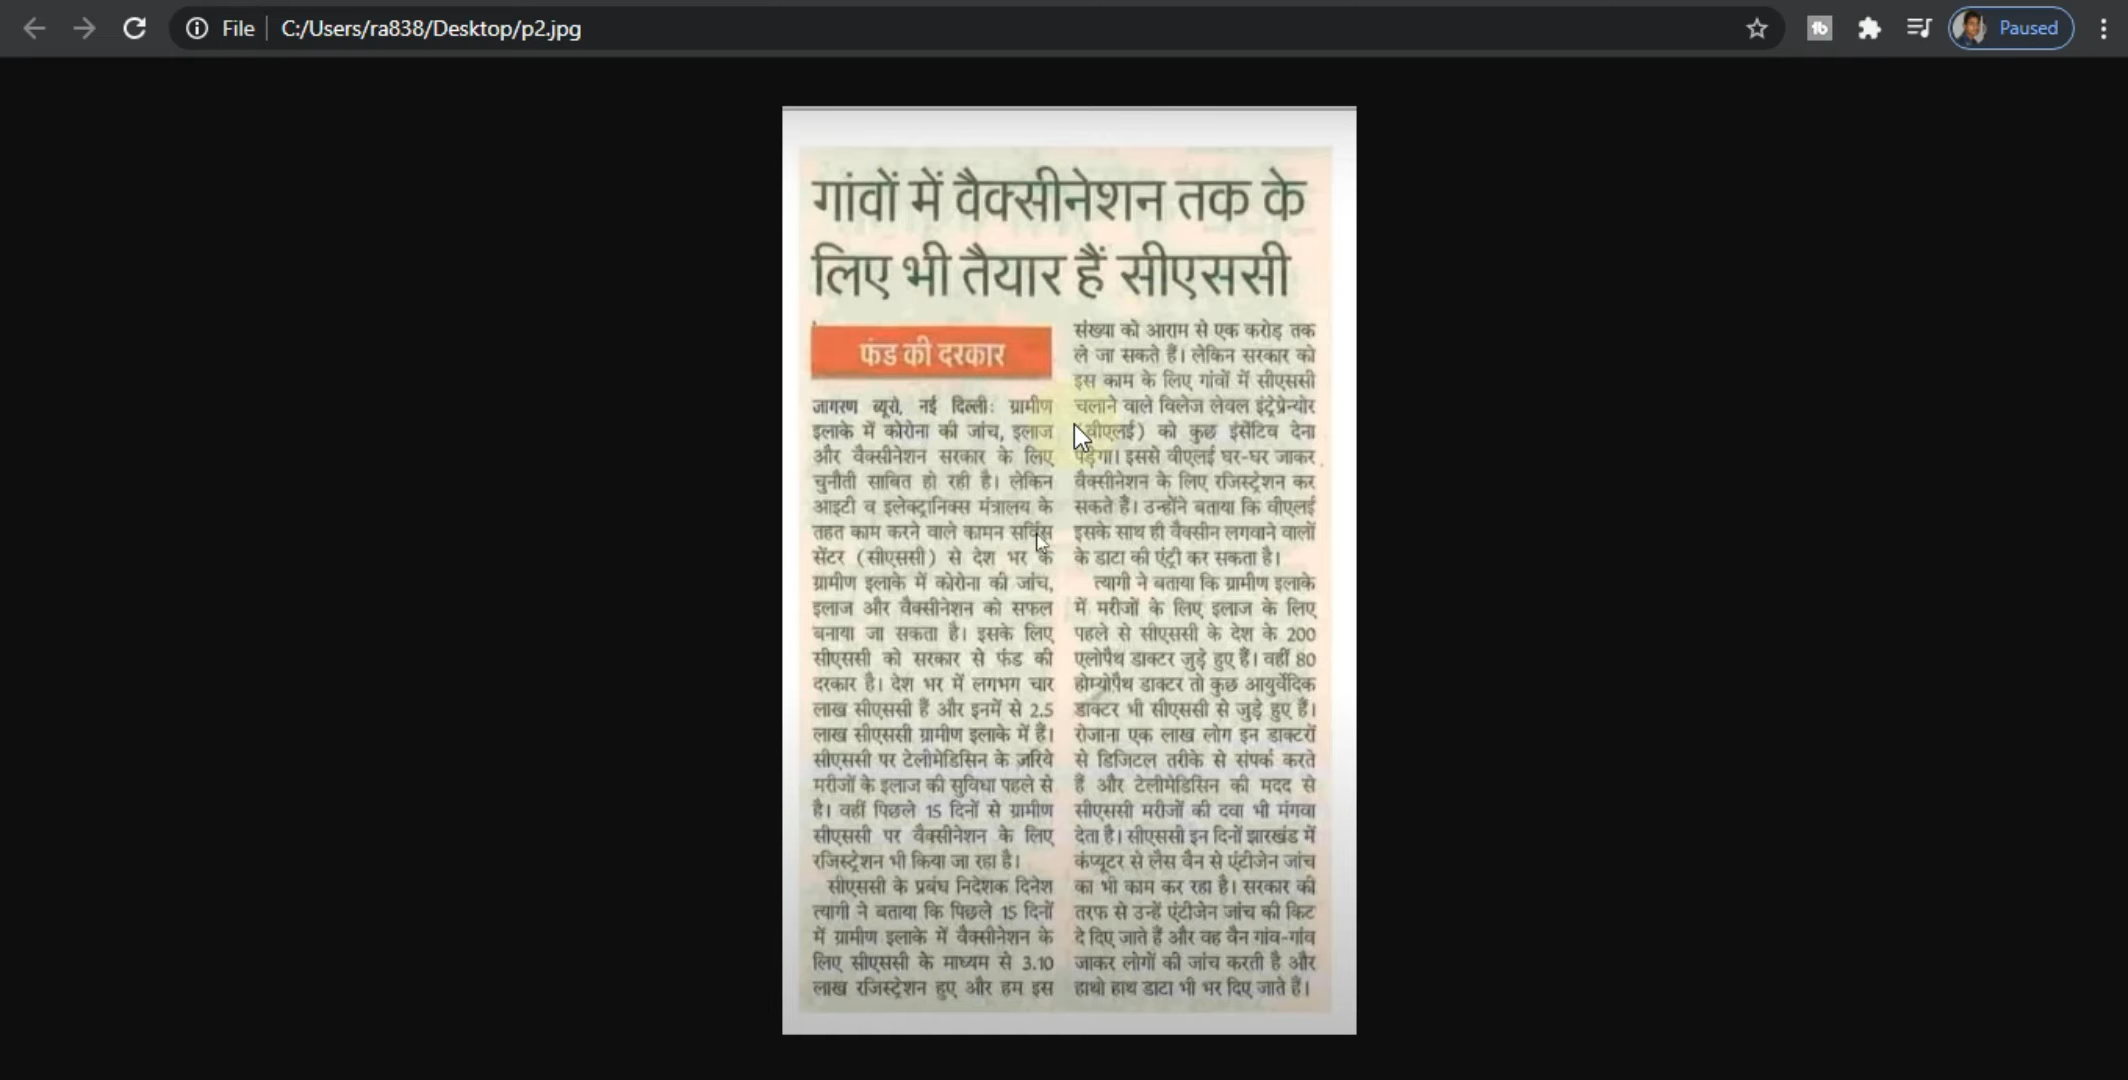 File
C:/Users/ra838/Desktop/p2.jpg
Paused
गांवों में वैक्सीनेशन तक के
लिए भी तैयार हैं सीएससी
फंड की दरकार
जागरण ब्यूरो, नई दिल्ली: ग्रामीण
इलाके में कोरोना की जांच, इलाज
और वैक्सीनेशन सरकार के लिए
चुनौती साबित हो रही है। लेकिन
आइटी व इलेक्ट्रानिक्स मंत्रालय के
तहत काम करने वाले कामन सर्विस
सेंटर (सीएससी) से देश भर के
ग्रामीण इलाके में कोरोना की जांच,
इलाज और वैक्सीनेशन को सफल
बनाया जा सकता है। इसके लिए
सीएससी को सरकार से फंड की
दरकार है। देश भर में लगभग चार
लाख सीएससी हैं और इनमें से 2.5
लाख सीएससी ग्रामीण इलाके में हैं।
सीएससी पर टेलीमेडिसिन के जरिये
मरीजों के इलाज की सुविधा पहले से
है। वहीं पिछले 15 दिनों से ग्रामीण
सीएससी पर वैक्सीनेशन के लिए
रजिस्ट्रेशन भी किया जा रहा है।
सीएससी के प्रबंध निदेशक दिनेश
त्यागी ने बताया कि पिछले 15 दिनों
में ग्रामीण इलाके में वैक्सीनेशन के
लिए सीएससी के माध्यम से 3.10
लाख रजिस्ट्रेशन हुए और हम इस
संख्या को आराम से एक करोड़ तक
ले जा सकते हैं। लेकिन सरकार को
इस काम के लिए गांवों में सीएससी
चलाने वाले विलेज लेवल इंट्रेप्रेन्योर
(वीएलई) को कुछ इंसेंटिव देना
पड़ेगा। इससे वीएलई घर-घर जाकर
वैक्सीनेशन के लिए रजिस्ट्रेशन कर
सकते हैं। उन्होंने बताया कि वीएलई
इसके साथ ही वैक्सीन लगवाने वालों
के डाटा की एंट्री कर सकता है।
त्यागी ने बताया कि ग्रामीण इलाके
में मरीजों के लिए इलाज के लिए
पहले से सीएससी के देश के 200
एलोपैथ डाक्टर जुड़े हुए हैं। वहीं 80
होम्योपैथ डाक्टर तो कुछ आयुर्वेदिक
डाक्टर भी सीएससी से जुड़े हुए हैं।
रोजाना एक लाख लोग इन डाक्टरों
से डिजिटल तरीके से संपर्क करते
हैं और टेलीमेडिसिन की मदद से
सीएससी मरीजों की दवा भी मंगवा
देता है। सीएससी इन दिनों झारखंड में
कंप्यूटर से लैस वैन से एंटीजेन जांच
का भी काम कर रहा है। सरकार की
तरफ से उन्हें एंटीजेन जांच की किट
दे दिए जाते हैं और वह वैन गांव-गांव
जाकर लोगों की जांच करती है और
हाथो हाथ डाटा भी भर दिए जाते हैं।